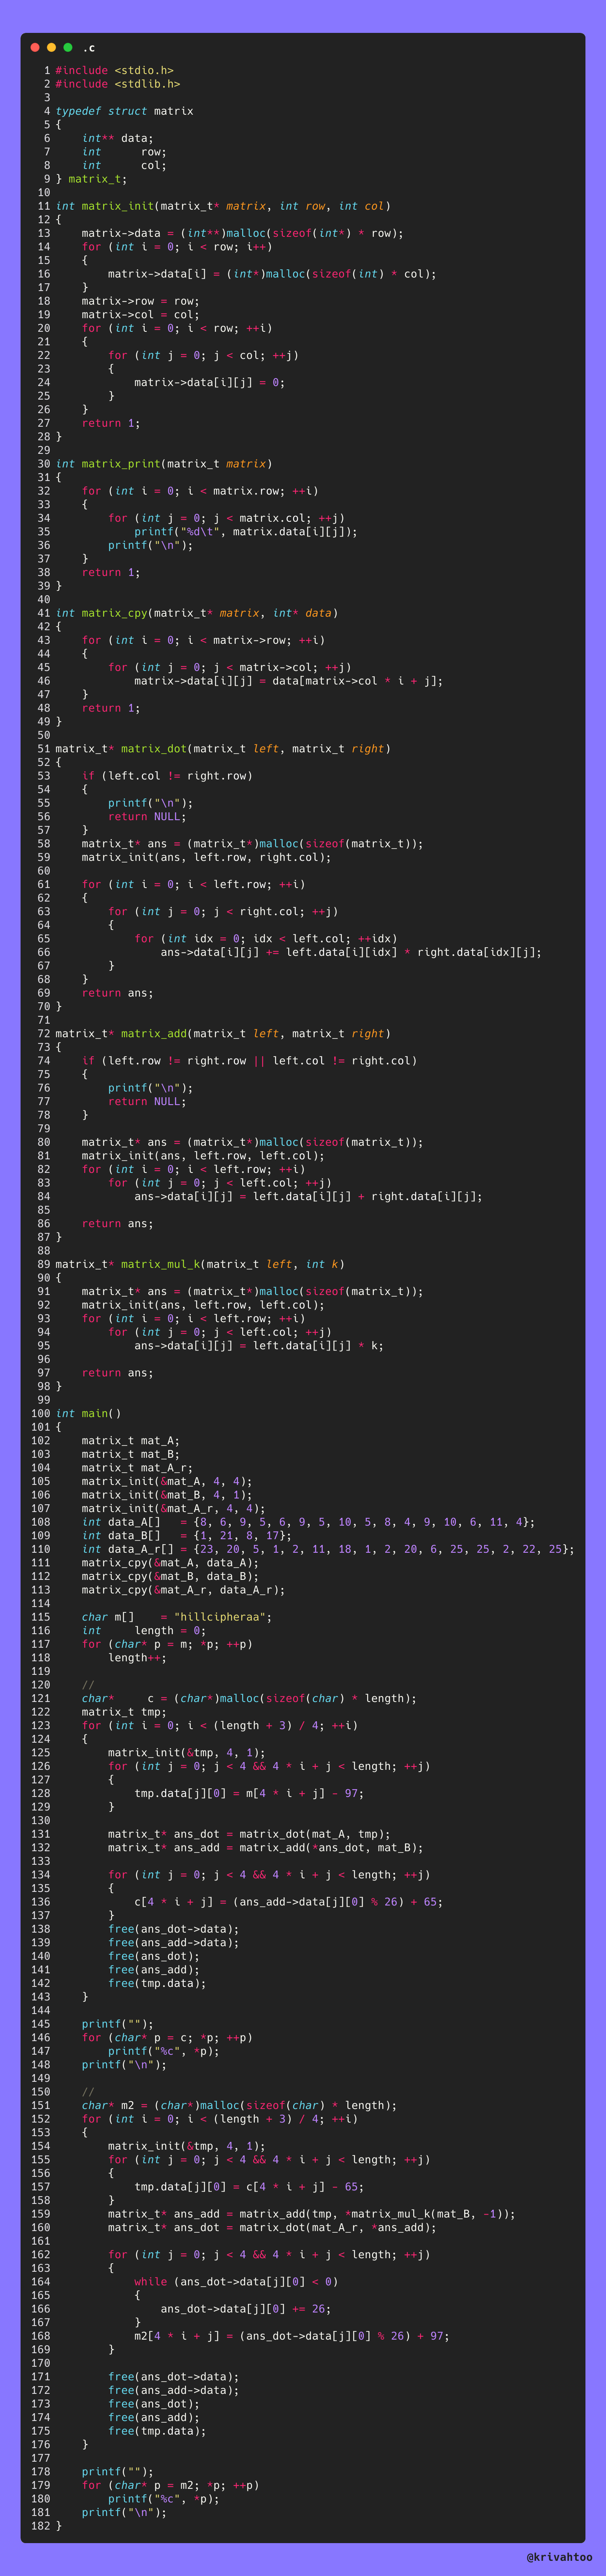 .c
1 #include <stdio.h>
2 #include <stdlib.h>
3
4 typedef struct matrix
5 {
6     int** data;
7     int      row;
8     int      col;
9 } matrix_t;
10
11 int matrix_init(matrix_t* matrix, int row, int col)
12 {
13     matrix->data = (int**)malloc(sizeof(int*) * row);
14     for (int i = 0; i < row; i++)
15     {
16         matrix->data[i] = (int*)malloc(sizeof(int) * col);
17     }
18     matrix->row = row;
19     matrix->col = col;
20     for (int i = 0; i < row; ++i)
21     {
22         for (int j = 0; j < col; ++j)
23         {
24             matrix->data[i][j] = 0;
25         }
26     }
27     return 1;
28 }
29
30 int matrix_print(matrix_t matrix)
31 {
32     for (int i = 0; i < matrix.row; ++i)
33     {
34         for (int j = 0; j < matrix.col; ++j)
35             printf("%d\t", matrix.data[i][j]);
36         printf("\n");
37     }
38     return 1;
39 }
40
41 int matrix_cpy(matrix_t* matrix, int* data)
42 {
43     for (int i = 0; i < matrix->row; ++i)
44     {
45         for (int j = 0; j < matrix->col; ++j)
46             matrix->data[i][j] = data[matrix->col * i + j];
47     }
48     return 1;
49 }
50
51 matrix_t* matrix_dot(matrix_t left, matrix_t right)
52 {
53     if (left.col != right.row)
54     {
55         printf("\n");
56         return NULL;
57     }
58     matrix_t* ans = (matrix_t*)malloc(sizeof(matrix_t));
59     matrix_init(ans, left.row, right.col);
60
61     for (int i = 0; i < left.row; ++i)
62     {
63         for (int j = 0; j < right.col; ++j)
64         {
65             for (int idx = 0; idx < left.col; ++idx)
66                 ans->data[i][j] += left.data[i][idx] * right.data[idx][j];
67         }
68     }
69     return ans;
70 }
71
72 matrix_t* matrix_add(matrix_t left, matrix_t right)
73 {
74     if (left.row != right.row || left.col != right.col)
75     {
76         printf("\n");
77         return NULL;
78     }
79
80     matrix_t* ans = (matrix_t*)malloc(sizeof(matrix_t));
81     matrix_init(ans, left.row, left.col);
82     for (int i = 0; i < left.row; ++i)
83         for (int j = 0; j < left.col; ++j)
84             ans->data[i][j] = left.data[i][j] + right.data[i][j];
85
86     return ans;
87 }
88
89 matrix_t* matrix_mul_k(matrix_t left, int k)
90 {
91     matrix_t* ans = (matrix_t*)malloc(sizeof(matrix_t));
92     matrix_init(ans, left.row, left.col);
93     for (int i = 0; i < left.row; ++i)
94         for (int j = 0; j < left.col; ++j)
95             ans->data[i][j] = left.data[i][j] * k;
96
97     return ans;
98 }
99
100 int main()
101 {
102     matrix_t mat_A;
103     matrix_t mat_B;
104     matrix_t mat_A_r;
105     matrix_init(&mat_A, 4, 4);
106     matrix_init(&mat_B, 4, 1);
107     matrix_init(&mat_A_r, 4, 4);
108     int data_A[]   = {8, 6, 9, 5, 6, 9, 5, 10, 5, 8, 4, 9, 10, 6, 11, 4};
109     int data_B[]   = {1, 21, 8, 17};
110     int data_A_r[] = {23, 20, 5, 1, 2, 11, 18, 1, 2, 20, 6, 25, 25, 2, 22, 25};
111     matrix_cpy(&mat_A, data_A);
112     matrix_cpy(&mat_B, data_B);
113     matrix_cpy(&mat_A_r, data_A_r);
114
115     char m[]    = "hillcipheraa";
116     int     length = 0;
117     for (char* p = m; *p; ++p)
118         length++;
119
120     //
121     char*     c = (char*)malloc(sizeof(char) * length);
122     matrix_t tmp;
123     for (int i = 0; i < (length + 3) / 4; ++i)
124     {
125         matrix_init(&tmp, 4, 1);
126         for (int j = 0; j < 4 && 4 * i + j < length; ++j)
127         {
128             tmp.data[j][0] = m[4 * i + j] - 97;
129         }
130
131         matrix_t* ans_dot = matrix_dot(mat_A, tmp);
132         matrix_t* ans_add = matrix_add(*ans_dot, mat_B);
133
134         for (int j = 0; j < 4 && 4 * i + j < length; ++j)
135         {
136             c[4 * i + j] = (ans_add->data[j][0] % 26) + 65;
137         }
138         free(ans_dot->data);
139         free(ans_add->data);
140         free(ans_dot);
141         free(ans_add);
142         free(tmp.data);
143     }
144
145     printf("");
146     for (char* p = c; *p; ++p)
147         printf("%c", *p);
148     printf("\n");
149
150     //
151     char* m2 = (char*)malloc(sizeof(char) * length);
152     for (int i = 0; i < (length + 3) / 4; ++i)
153     {
154         matrix_init(&tmp, 4, 1);
155         for (int j = 0; j < 4 && 4 * i + j < length; ++j)
156         {
157             tmp.data[j][0] = c[4 * i + j] - 65;
158         }
159         matrix_t* ans_add = matrix_add(tmp, *matrix_mul_k(mat_B, -1));
160         matrix_t* ans_dot = matrix_dot(mat_A_r, *ans_add);
161
162         for (int j = 0; j < 4 && 4 * i + j < length; ++j)
163         {
164             while (ans_dot->data[j][0] < 0)
165             {
166                 ans_dot->data[j][0] += 26;
167             }
168             m2[4 * i + j] = (ans_dot->data[j][0] % 26) + 97;
169         }
170
171         free(ans_dot->data);
172         free(ans_add->data);
173         free(ans_dot);
174         free(ans_add);
175         free(tmp.data);
176     }
177
178     printf("");
179     for (char* p = m2; *p; ++p)
180         printf("%c", *p);
181     printf("\n");
182 }
@krivahtoo